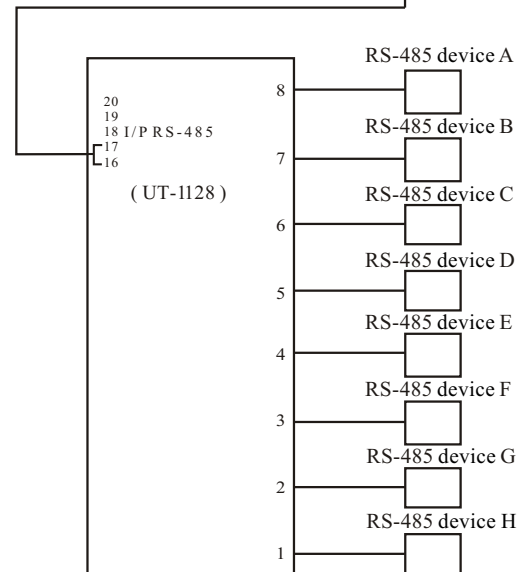 RS-485 device A
8
20
19
18 I/P RS-485
17
16
RS-485 device B
7
( UT-1128 )
RS-485 device C
6
RS-485 device D
5
RS-485 device E
4
RS-485 device F
3
RS-485 device G
2
RS-485 device H
1